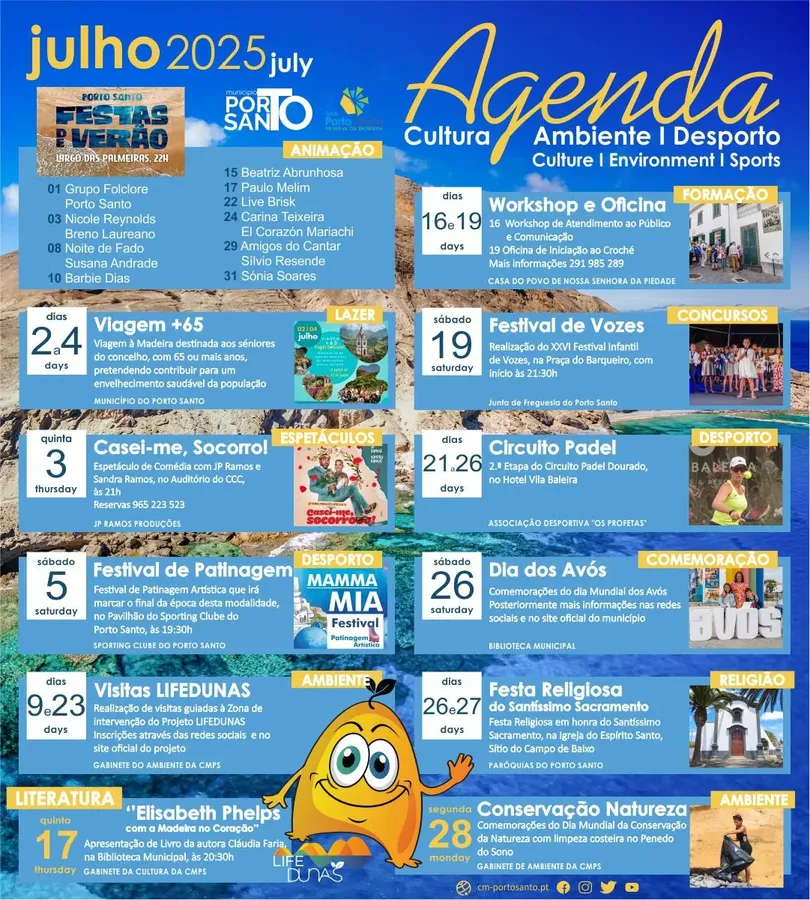 julho 2025 july
Agenda
Cultura Ambiente I Desporto
Culture I Environment I Sports
PORTO SANTO
FESTAS
DE VERÃO
LARGO DAS PALMEIRAS, 22H
município
PORTO
SANTO
ANIMAÇÃO
01 Grupo Folclore
Porto Santo
03 Nicole Reynolds
Breno Laureano
08 Noite de Fado
Susana Andrade
10 Barbie Dias
15 Beatriz Abrunhosa
17 Paulo Melim
22 Live Brisk
24 Carina Teixeira
El Corazón Mariachi
29 Amigos do Cantar
Sílvio Resende
31 Sónia Soares
FORMAÇÃO
dias
16 e 19
days
Workshop e Oficina
16 Workshop de Atendimento ao Público
e Comunicação
19 Oficina de Iniciação ao Croché
Mais informações 291 985 289
CASA DO POVO DE NOSSA SENHORA DA PIEDADE
LAZER
dias
2 a 4
days
Viagem +65
Viagem à Madeira destinada aos séniores
do concelho, com 65 ou mais anos,
pretendendo contribuir para um
envelhecimento saudável da população
MUNICÍPIO DO PORTO SANTO
julho
CONCURSOS
sábado
19
saturday
Festival de Vozes
Realização do XXVI Festival Infantil
de Vozes, na Praça do Barqueiro, com
início às 21:30h
Junta de Freguesia do Porto Santo
ESPETÁCULOS
quinta
3
thursday
Casei-me, Socorro!
Espetáculo de Comédia com JP Ramos e
Sandra Ramos, no Auditório do CCC,
às 21h
Reservas 965 223 523
JP RAMOS PRODUÇÕES
Casei-me,
socorro!
DESPORTO
dias
21 a 26
days
Circuito Padel
2.ª Etapa do Circuito Padel Dourado,
no Hotel Vila Baleira
ASSOCIAÇÃO DESPORTIVA "OS PROFETAS"
DESPORTO
sábado
5
saturday
Festival de Patinagem
Festival de Patinagem Artística que irá
marcar o final da época desta modalidade,
no Pavilhão do Sporting Clube do
Porto Santo, às 19:30h
SPORTING CLUBE DO PORTO SANTO
MAMMA
MIA
Festival
Patinagem
Artística
COMEMORAÇÃO
sábado
26
saturday
Dia dos Avós
Comemorações do dia Mundial dos Avós
Posteriormente mais informações nas redes
sociais e no site oficial do município
BIBLIOTECA MUNICIPAL
avós
AMBIENTE
dias
9 e 23
days
Visitas LIFEDUNAS
Realização de visitas guiadas à Zona de
intervenção do Projeto LIFEDUNAS
Inscrições através das redes sociais e no
site oficial do projeto
GABINETE DO AMBIENTE DA CMPS
RELIGIÃO
dias
26 e 27
days
Festa Religiosa
do Santíssimo Sacramento
Festa Religiosa em honra do Santíssimo
Sacramento, na Igreja do Espírito Santo,
Sítio do Campo de Baixo
PARÓQUIAS DO PORTO SANTO
LITERATURA
quinta
17
thursday
‘’Elisabeth Phelps
com a Madeira no Coração”
Apresentação de Livro da autora Cláudia Faria,
na Biblioteca Municipal, às 20:30h
GABINETE DA CULTURA DA CMPS
LIFE
DUNAS
AMBIENTE
segunda
28
monday
Conservação Natureza
Comemorações do Dia Mundial da Conservação
da Natureza com limpeza costeira no Penedo
do Sono
GABINETE DE AMBIENTE DA CMPS
cm-portosanto.pt